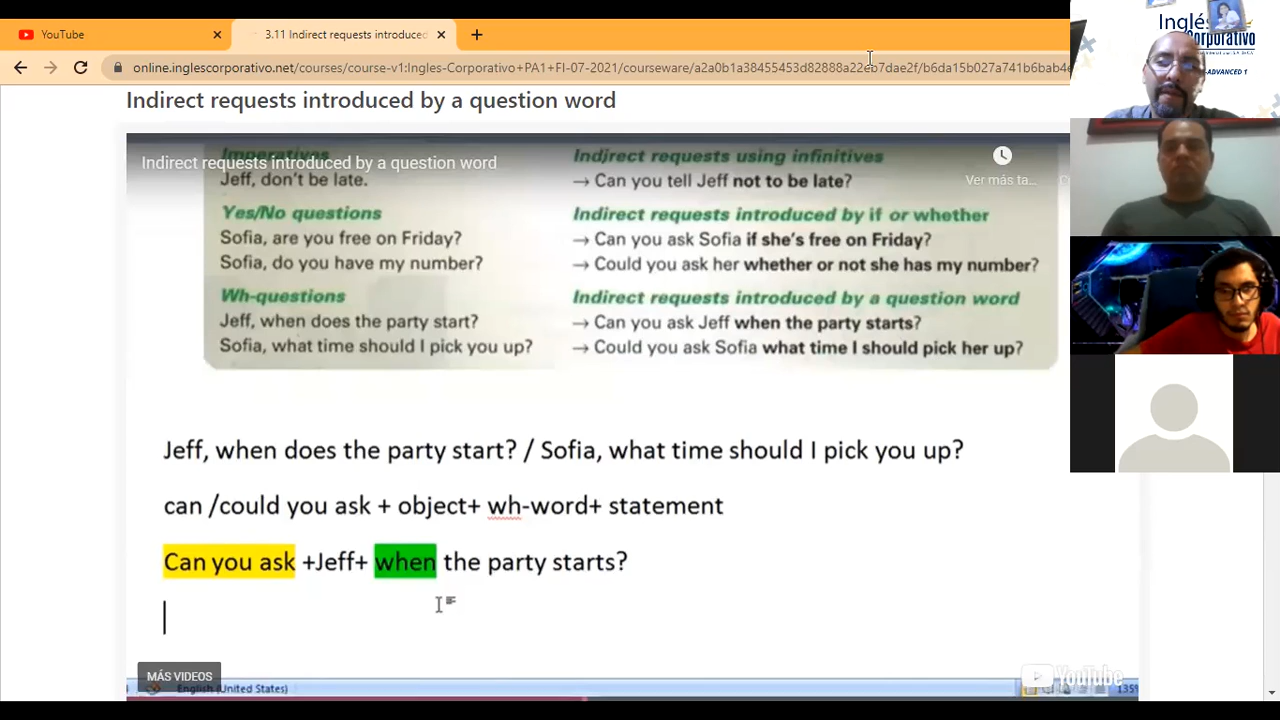 YouTube
3.11 Indirect requests introduced
online.inglescorporativo.net/courses/course-v1:Ingles-Corporativo+PA1+FI-07-2021/courseware/
Inglés
Corporativo
-ADVANCED 1
Indirect requests introduced by a question word
Indirect requests introduced by a question word
Imperatives
Jeff, don't be late.
Yes/No questions
Sofia, are you free on Friday?
Sofia, do you have my number?
Wh-questions
Jeff, when does the party start?
Sofia, what time should I pick you up?
Indirect requests using infinitives
→ Can you tell Jeff not to be late?
Indirect requests introduced by if or whether
→ Can you ask Sofia if she's free on Friday?
→ Could you ask her whether or not she has my number?
Indirect requests introduced by a question word
→ Can you ask Jeff when the party starts?
→ Could you ask Sofia what time I should pick her up?
Ver más ta...
Jeff, when does the party start? / Sofia, what time should I pick you up?
can /could you ask + object+ wh-word+ statement
Can you ask +Jeff+ when the party starts?
MÁS VIDEOS
YouTube
English (United States)
135%